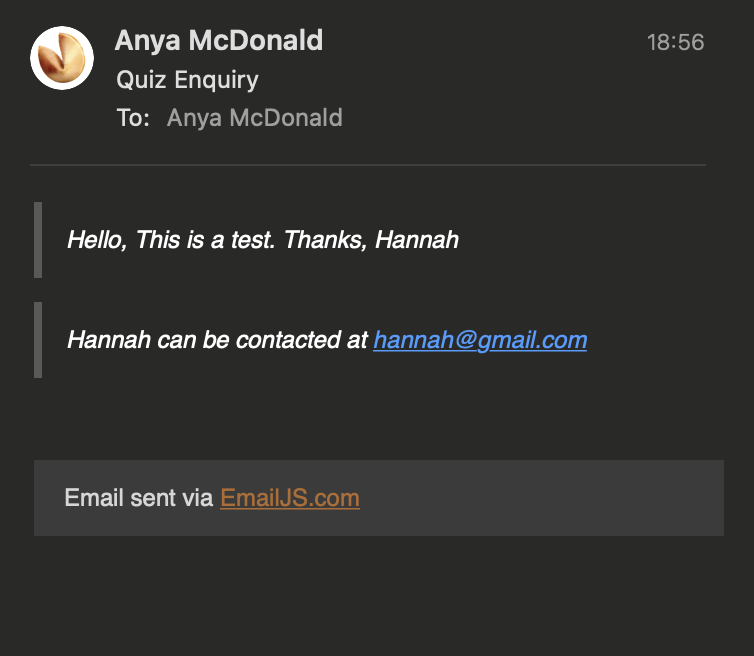 Anya McDonald 18:56
Quiz Enquiry
To: Anya McDonald
Hello, This is a test. Thanks, Hannah
Hannah can be contacted at hannah@gmail.com
Email sent via EmailJS.com